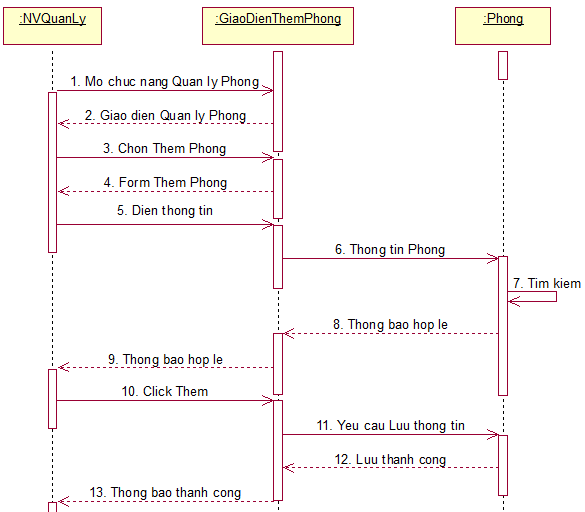 :NVQuanLy
:GiaoDienThemPhong
:Phong
1. Mo chuc nang Quan ly Phong
2. Giao dien Quan ly Phong
3. Chon Them Phong
4. Form Them Phong
5. Dien thong tin
6. Thong tin Phong
7. Tim kiem
8. Thong bao hop le
9. Thong bao hop le
10. Click Them
11. Yeu cau Luu thong tin
12. Luu thanh cong
13. Thong bao thanh cong